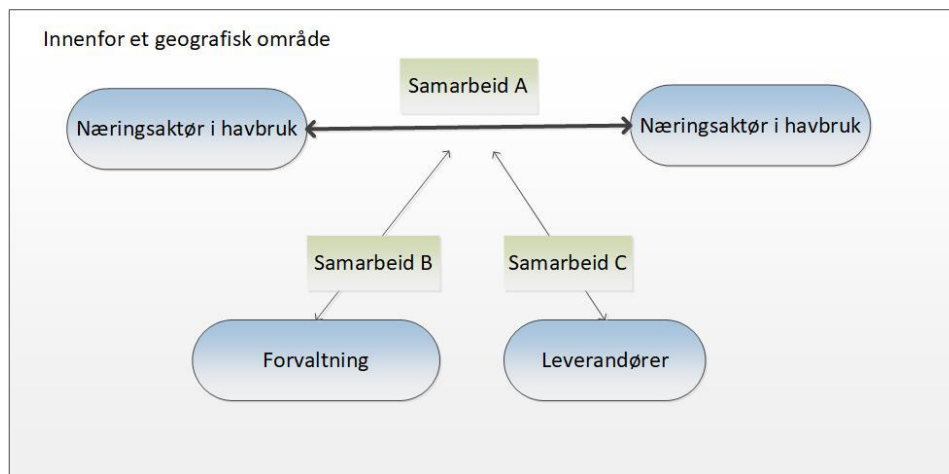 Innenfor et geografisk område
Samarbeid A
Næringsaktør i havbruk
Næringsaktør i havbruk
Samarbeid B
Samarbeid C
Forvaltning
Leverandører